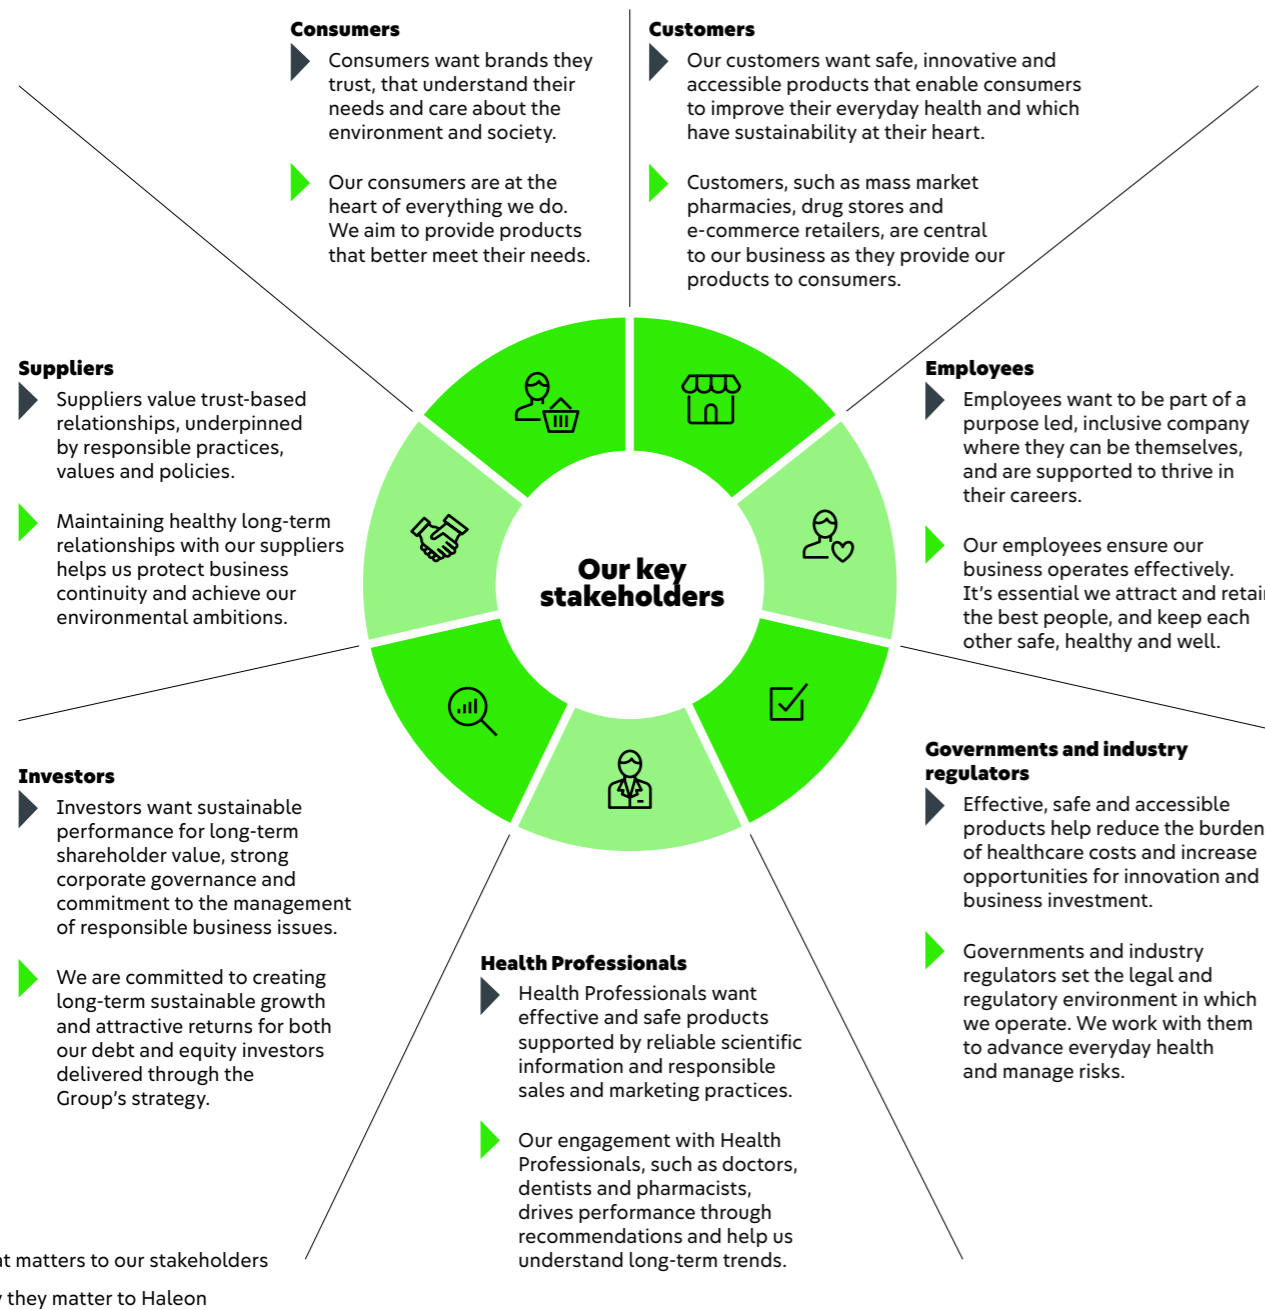 Consumers
Consumers want brands they
trust, that understand their
needs and care about the
environment and society.
Our consumers are at the
heart of everything we do.
We aim to provide products
that better meet their needs.
Customers
Our customers want safe, innovative and
accessible products that enable consumers
to improve their everyday health and which
have sustainability at their heart.
Customers, such as mass market
pharmacies, drug stores and
e-commerce retailers, are central
to our business as they provide our
products to consumers.
Suppliers
Suppliers value trust-based
relationships, underpinned
by responsible practices,
values and policies.
Maintaining healthy long-term
relationships with our suppliers
helps us protect business
continuity and achieve our
environmental ambitions.
Our key
stakeholders
Employees
Employees want to be part of a
purpose led, inclusive company
where they can be themselves,
and are supported to thrive in
their careers.
Our employees ensure our
business operates effectively.
It's essential we attract and retain
the best people, and keep each
other safe, healthy and well.
Investors
Investors want sustainable
performance for long-term
shareholder value, strong
corporate governance and
commitment to the management
of responsible business issues.
We are committed to creating
long-term sustainable growth
and attractive returns for both
our debt and equity investors
delivered through the
Group's strategy.
Health Professionals
Health Professionals want
effective and safe products
supported by reliable scientific
information and responsible
sales and marketing practices.
Our engagement with Health
Professionals, such as doctors,
dentists and pharmacists,
drives performance through
recommendations and help us
understand long-term trends.
Governments and industry
regulators
Effective, safe and accessible
products help reduce the burden
of healthcare costs and increase
opportunities for innovation and
business investment.
Governments and industry
regulators set the legal and
regulatory environment in which
we operate. We work with them
to advance everyday health
and manage risks.
matters to our stakeholders
they matter to Haleon